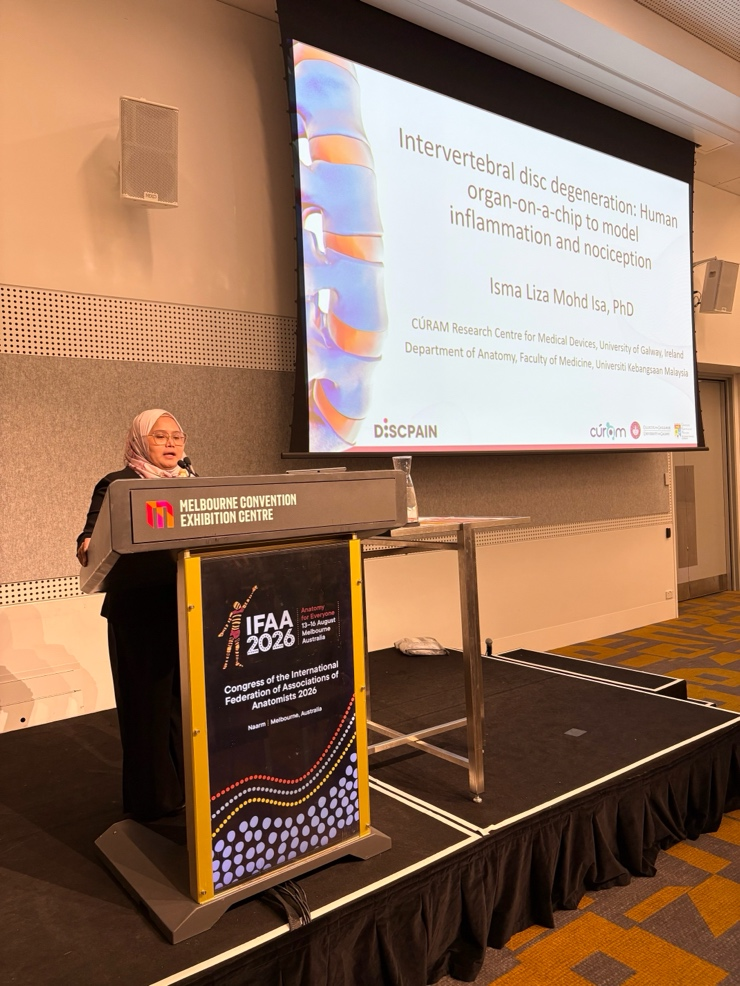 Intervertebral disc degeneration: Human
organ-on-a-chip to model
inflammation and nociception
Isma Liza Mohd Isa, PhD
CÚRAM Research Centre for Medical Devices, University of Galway, Ireland
Department of Anatomy, Faculty of Medicine, Universiti Kebangsaan Malaysia
DISCPAIN
cúram
MELBOURNE CONVENTION
EXHIBITION CENTRE
IFAA
2026
Anatomy
for Everyone
13–16 August
Melbourne
Australia
Congress of the International
Federation of Associations of
Anatomists 2026
Naarm | Melbourne, Australia